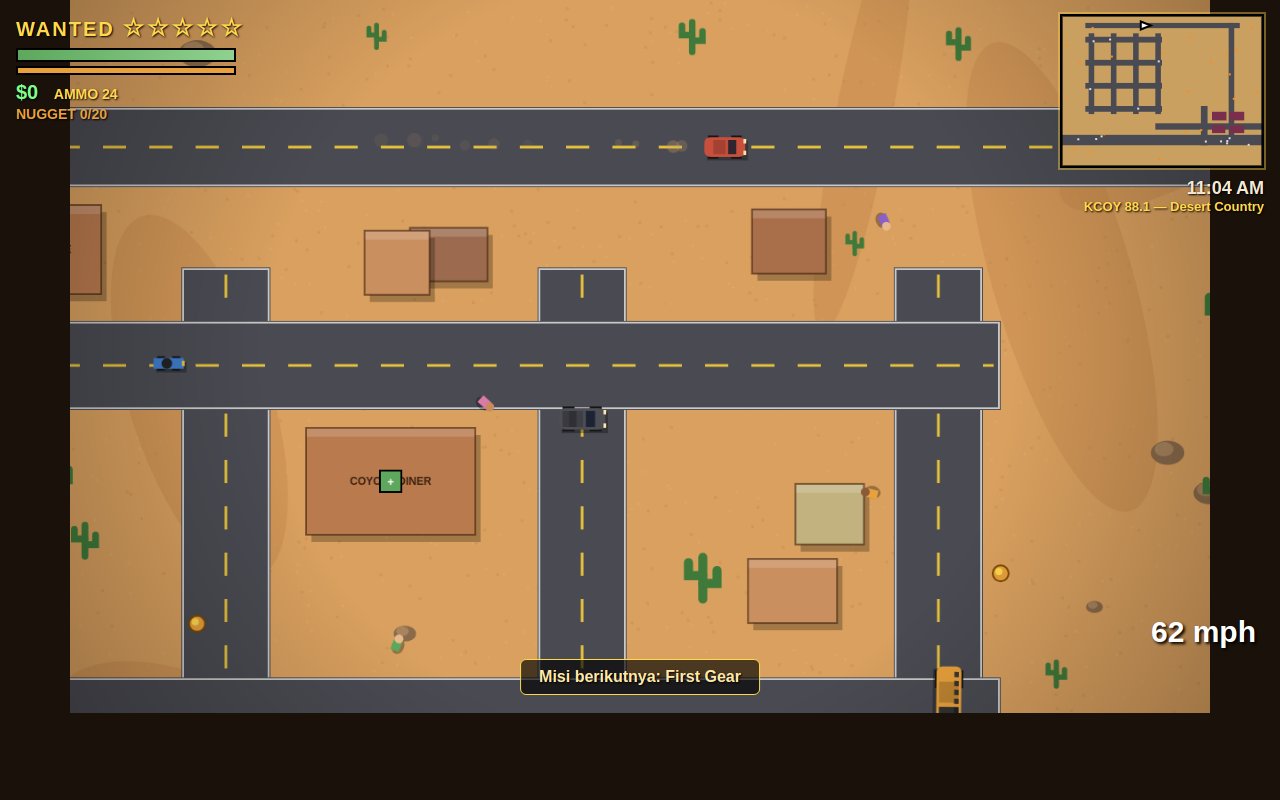 WANTED ☆☆☆☆☆
$0 AMMO 24
NUGGET 0/20
11:04 AM
KCOY 88.1 — Desert Country
DINER
62 mph
Misi berikutnya: First Gear